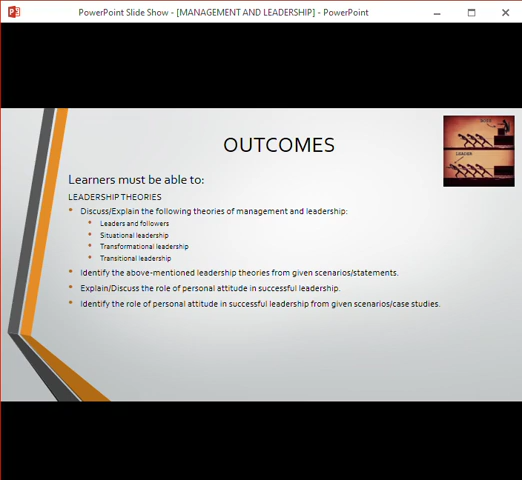 PowerPoint Slide Show - [MANAGEMENT AND LEADERSHIP] - PowerPoint
OUTCOMES
BOSS
LEADER
Learners must be able to:
LEADERSHIP THEORIES
Discuss/Explain the following theories of management and leadership:
Leaders and followers
Situational leadership
Transformational leadership
Transitional leadership
Identify the above-mentioned leadership theories from given scenarios/statements.
Explain/Discuss the role of personal attitude in successful leadership.
Identify the role of personal attitude in successful leadership from given scenarios/case studies.